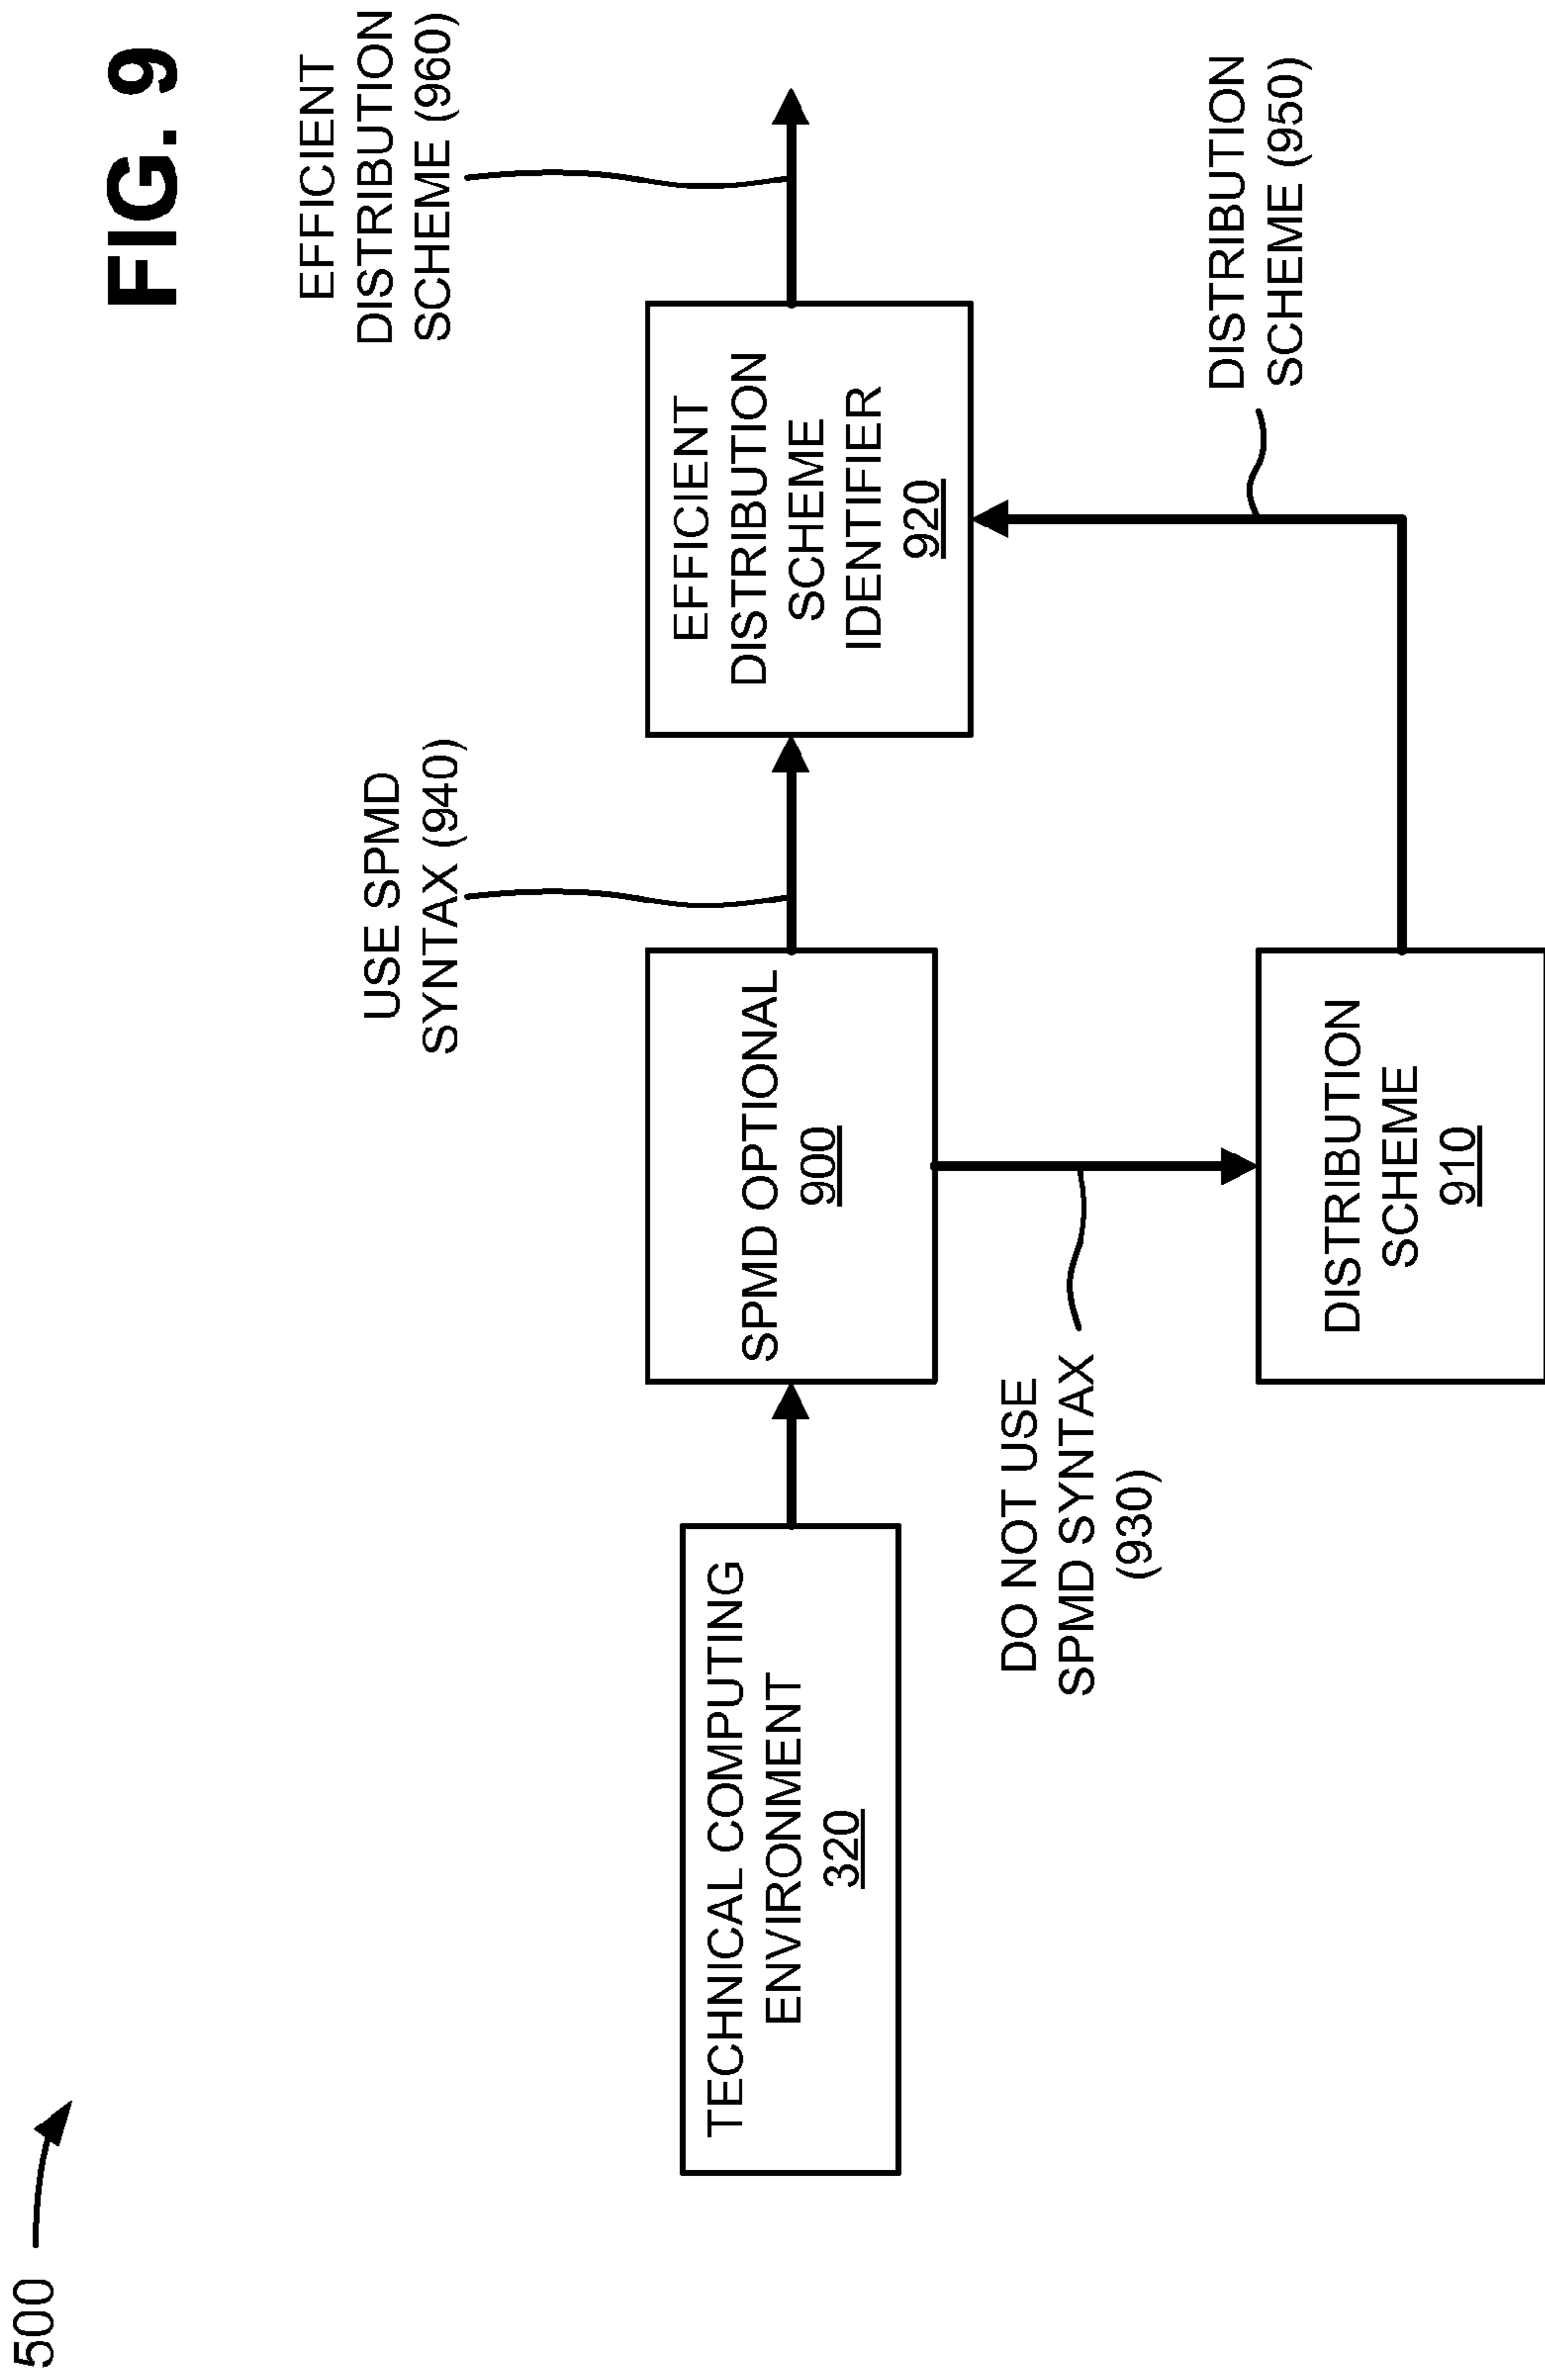 FIG. 9
500
TECHNICAL COMPUTING
ENVIRONMENT
320
SPMD OPTIONAL
900
USE SPMD
SYNTAX (940)
EFFICIENT
DISTRIBUTION
SCHEME
IDENTIFIER
920
EFFICIENT
DISTRIBUTION
SCHEME (960)
DO NOT USE
SPMD SYNTAX
(930)
DISTRIBUTION
SCHEME
910
DISTRIBUTION
SCHEME (950)